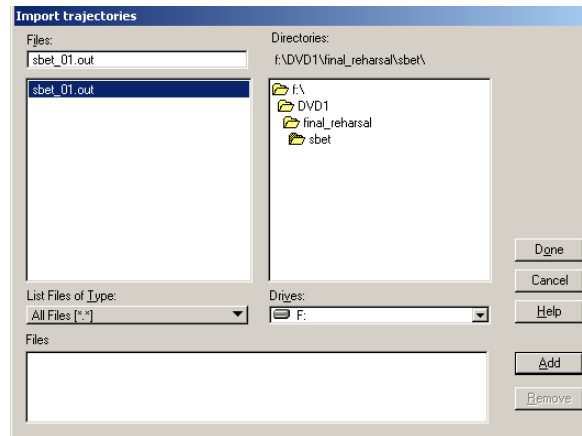 Import trajectories
Files:
sbet_01.out
sbet_01.out
Directories:
f:\DVD1\final_reharsal\sbet\
f:\
DVD1
final_reharsal
sbet
List Files of Type:
All Files [*.*]
Drives:
F:
Files
Done
Cancel
Help
Add
Remove